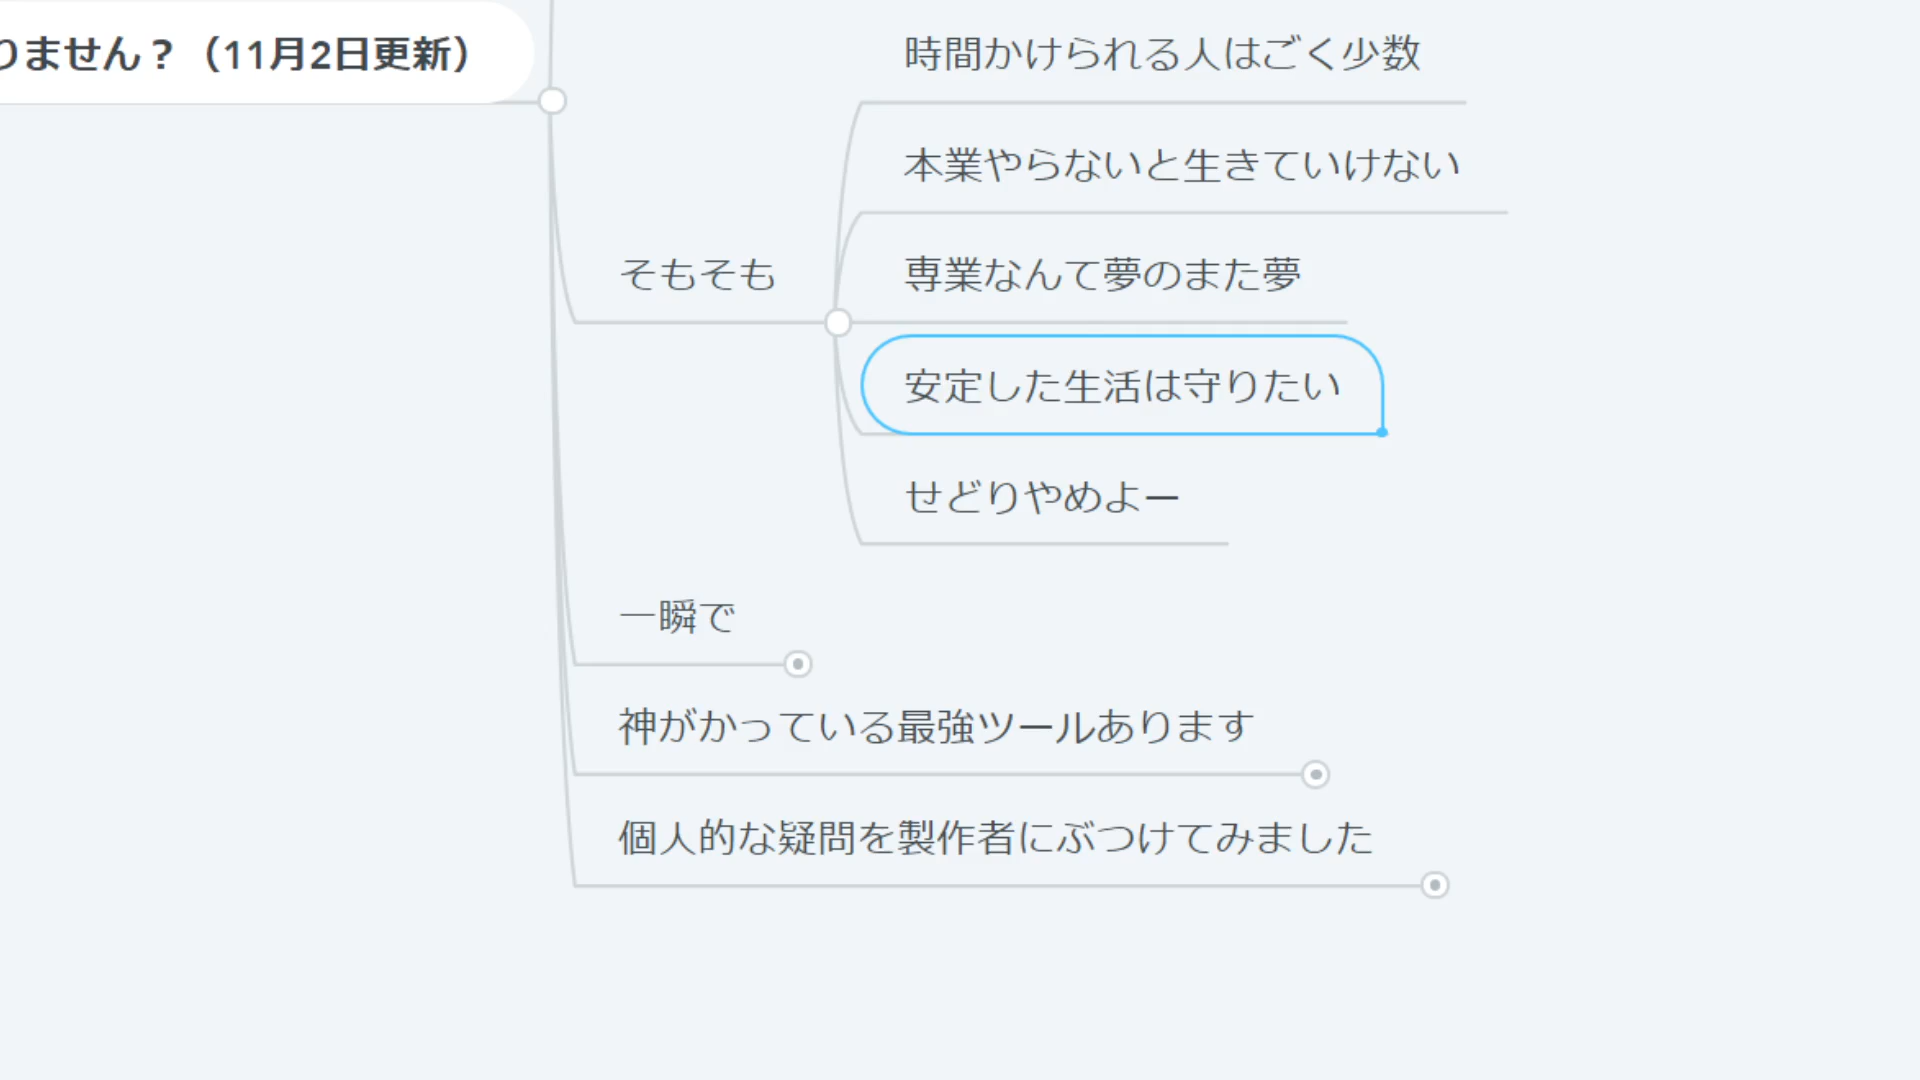 りません？（11月2日更新）
時間かけられる人はごく少数
本業やらないと生きていけない
そもそも
専業なんて夢のまた夢
安定した生活は守りたい
せどりやめよー
一瞬で
神がかっている最強ツールあります
個人的な疑問を製作者にぶつけてみました